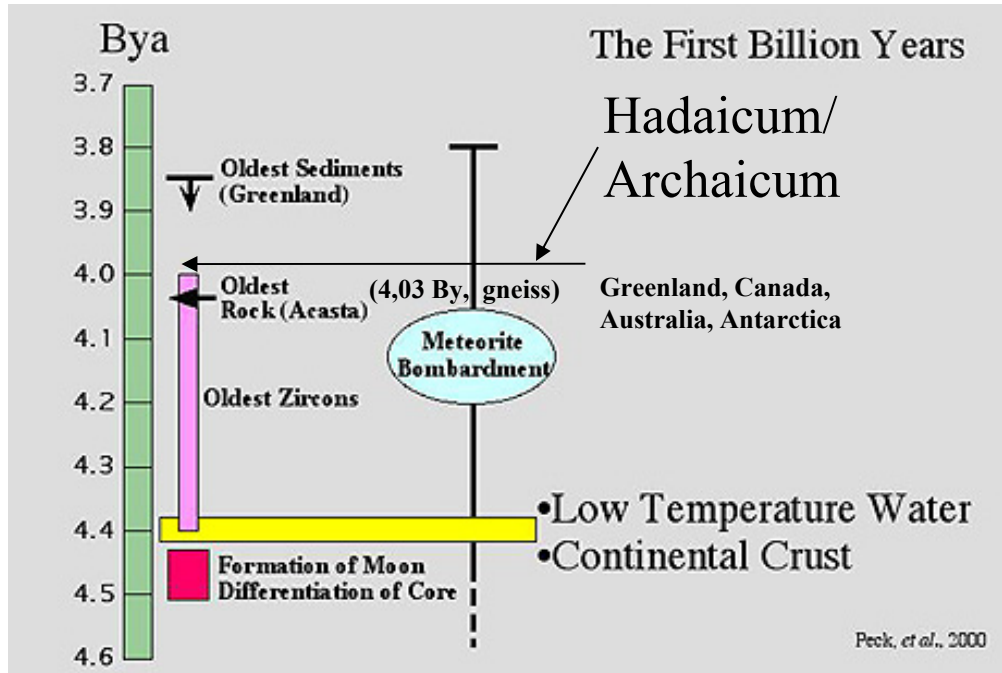 Bya
The First Billion Years
Hadaicum/
Archaicum
3.7
3.8
3.9
4.0
4.1
4.2
4.3
4.4
4.5
4.6
Oldest Sediments
(Greenland)
Oldest
Rock (Acasta)
(4,03 By, gneiss)
Greenland, Canada,
Australia, Antarctica
Meteorite
Bombardment
Oldest Zircons
•Low Temperature Water
•Continental Crust
Formation of Moon
Differentiation of Core
Peck, et al., 2000